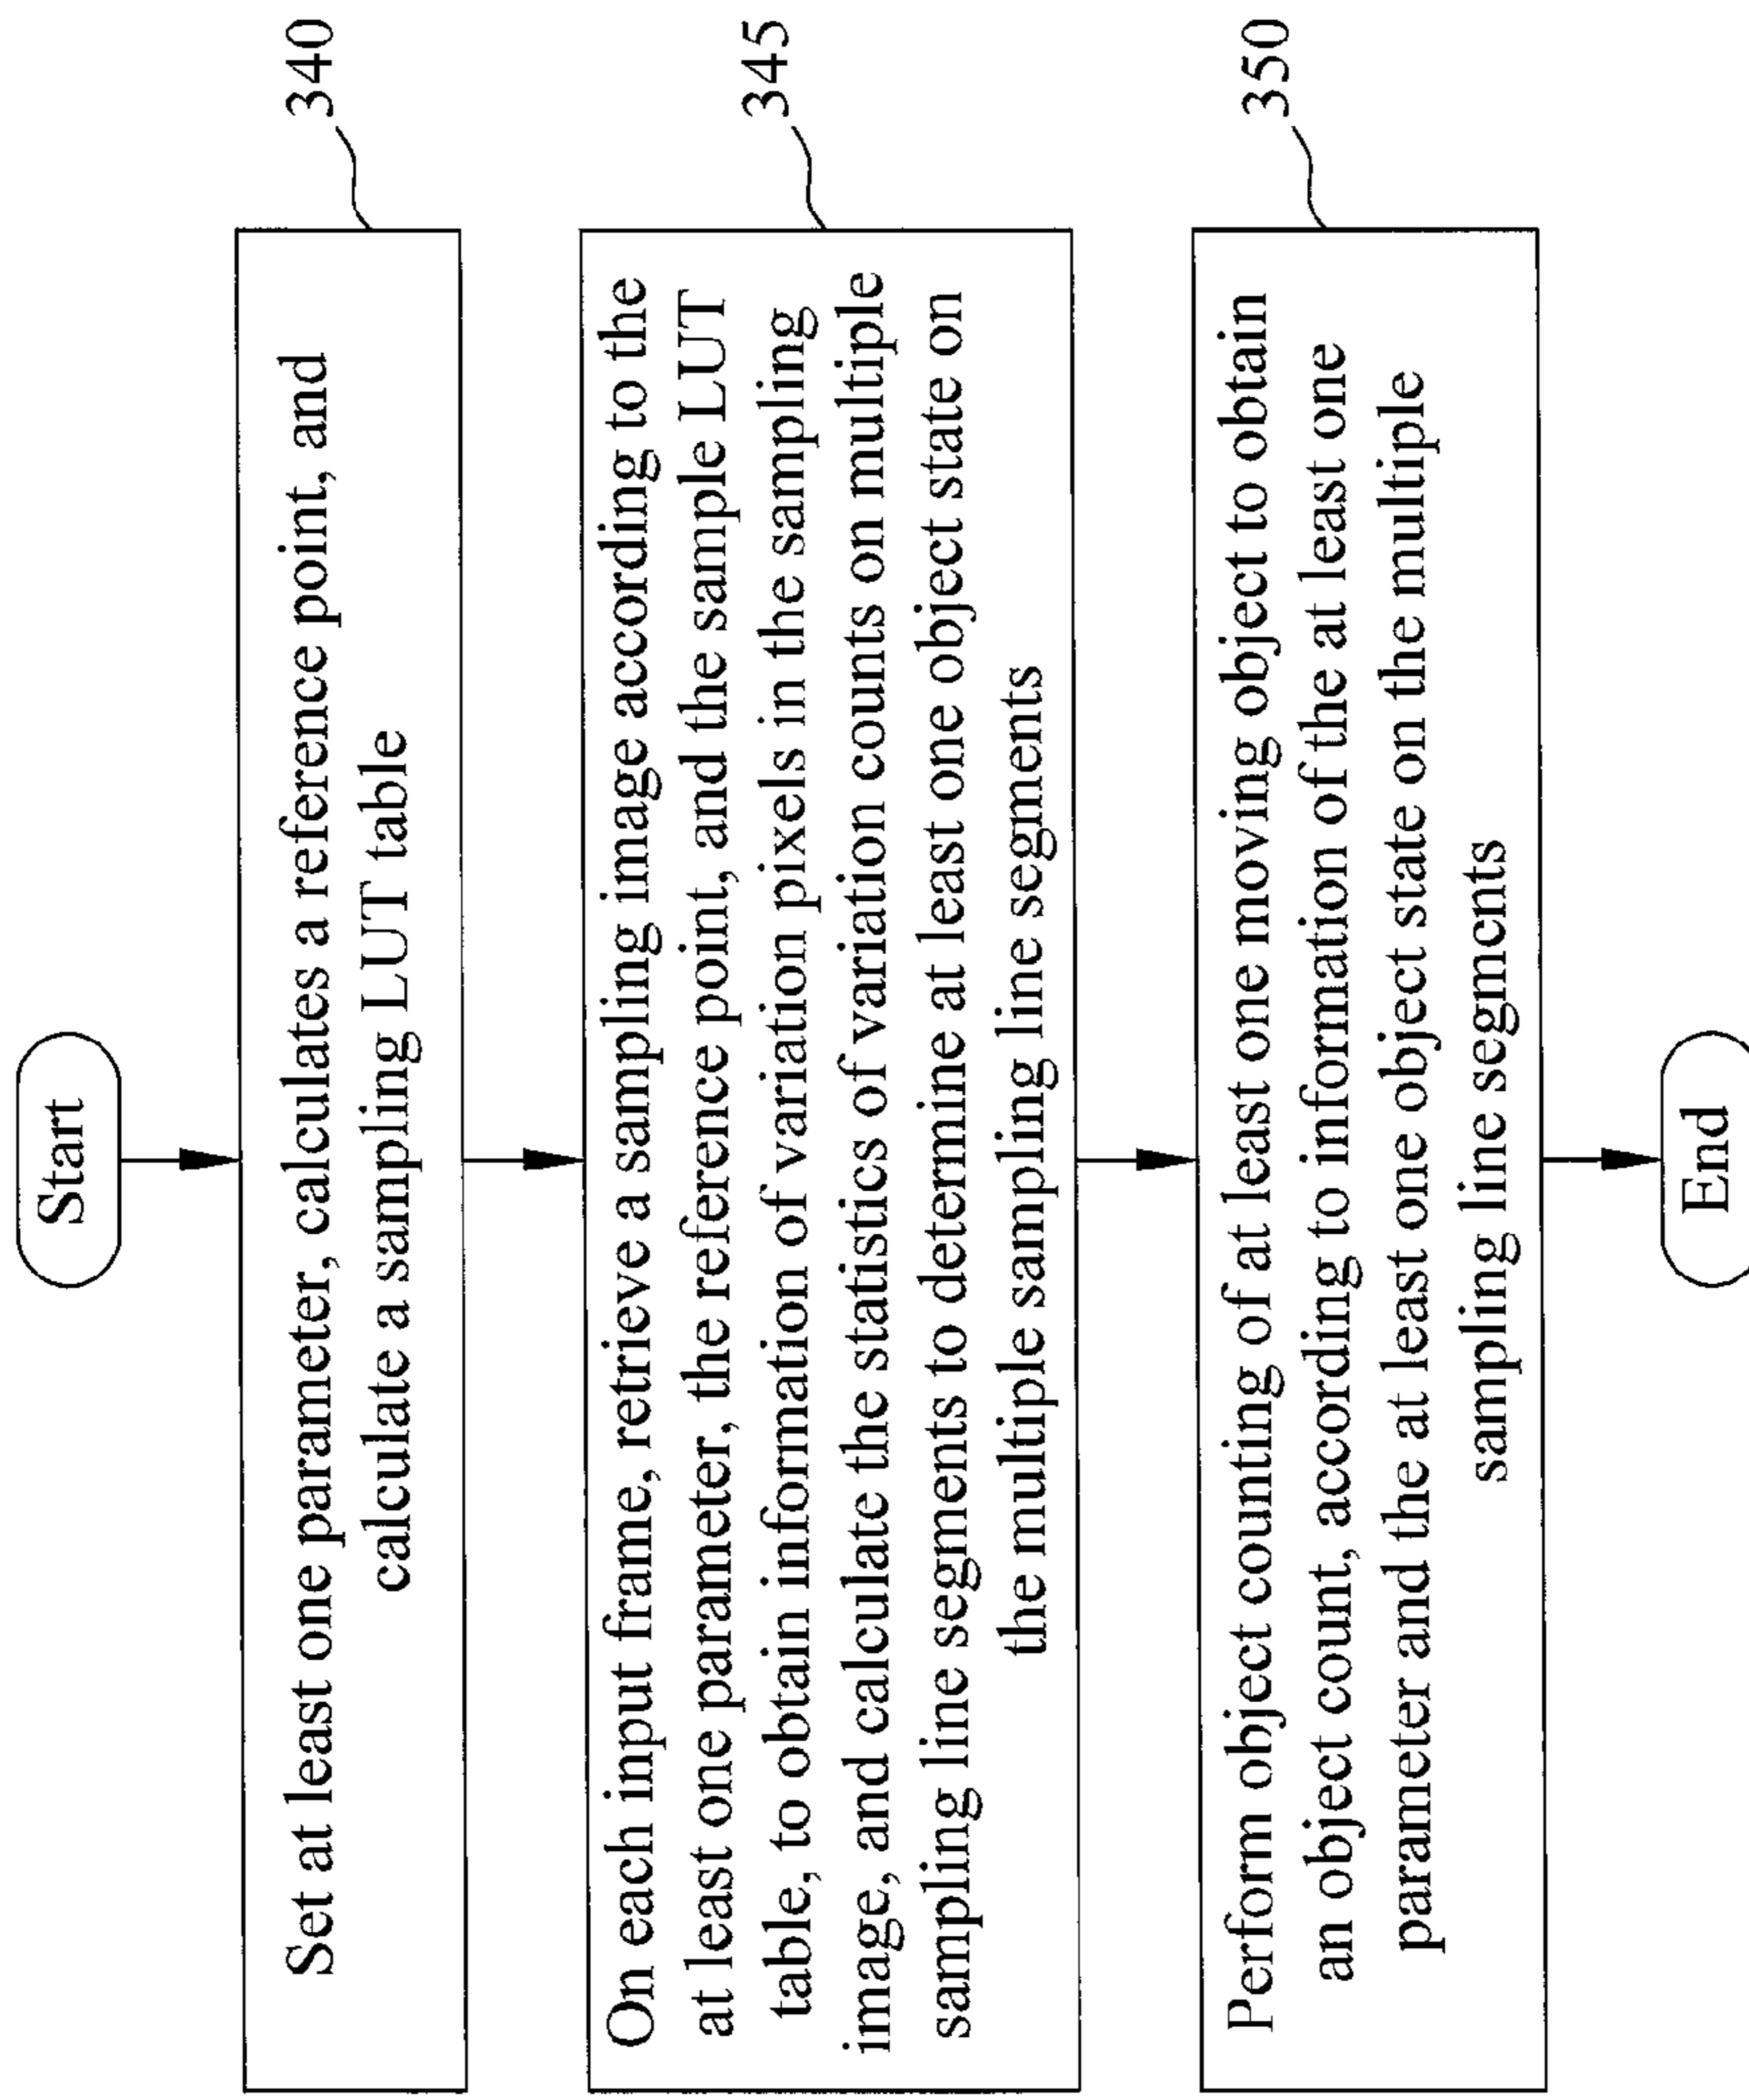 Start
Set at least one parameter, calculates a reference point, and
calculate a sampling LUT table
340
On each input frame, retrieve a sampling image according to the
at least one parameter, the reference point, and the sample LUT
table, to obtain information of variation pixels in the sampling
image, and calculate the statistics of variation counts on multiple
sampling line segments to determine at least one object state on
the multiple sampling line segments
345
Perform object counting of at least one moving object to obtain
an object count, according to information of the at least one
parameter and the at least one object state on the multiple
sampling line segments
350
End